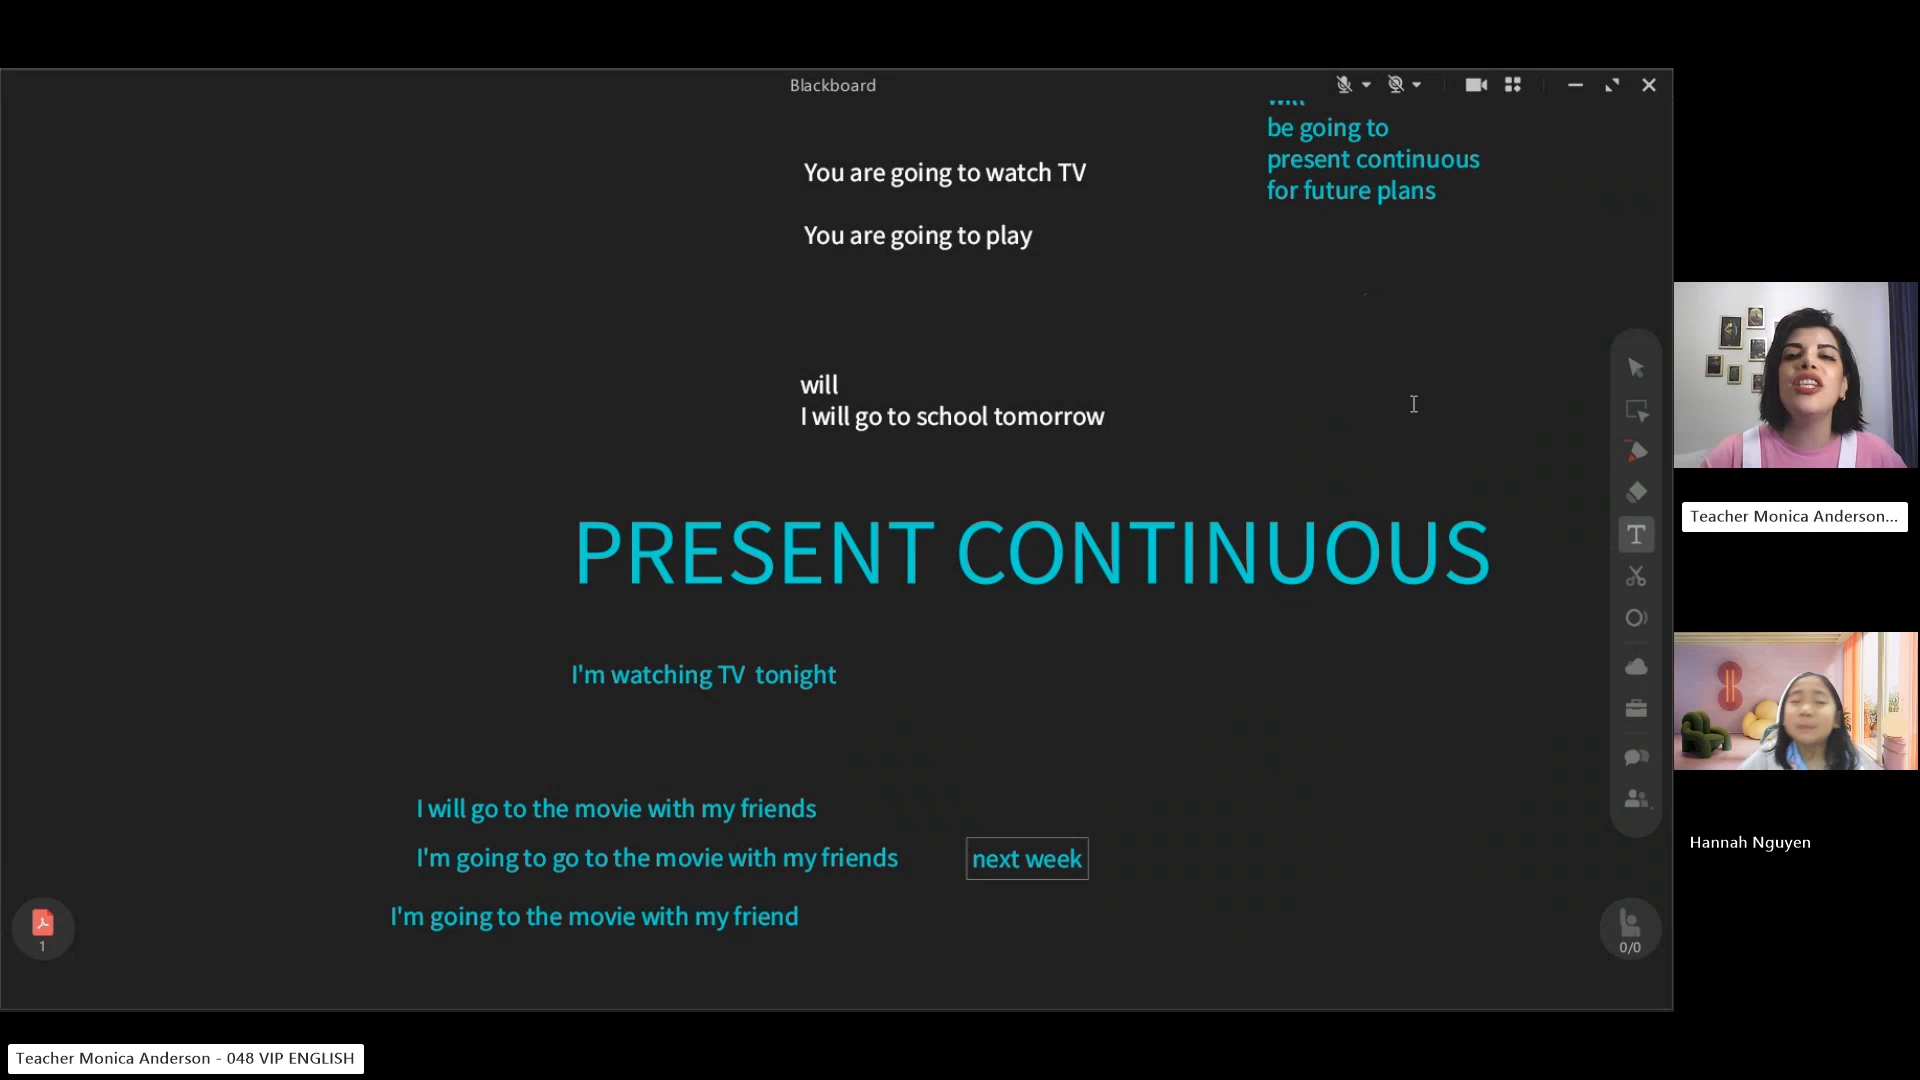 Blackboard
will
be going to
present continuous
for future plans
You are going to watch TV
You are going to play
will
I will go to school tomorrow
PRESENT CONTINUOUS
I'm watching TV  tonight
I will go to the movie with my friends
I'm going to go to the movie with my friends
next week
I'm going to the movie with my friend
T
1
0/0
Teacher Monica Anderson...
Hannah Nguyen
Teacher Monica Anderson - 048 VIP ENGLISH